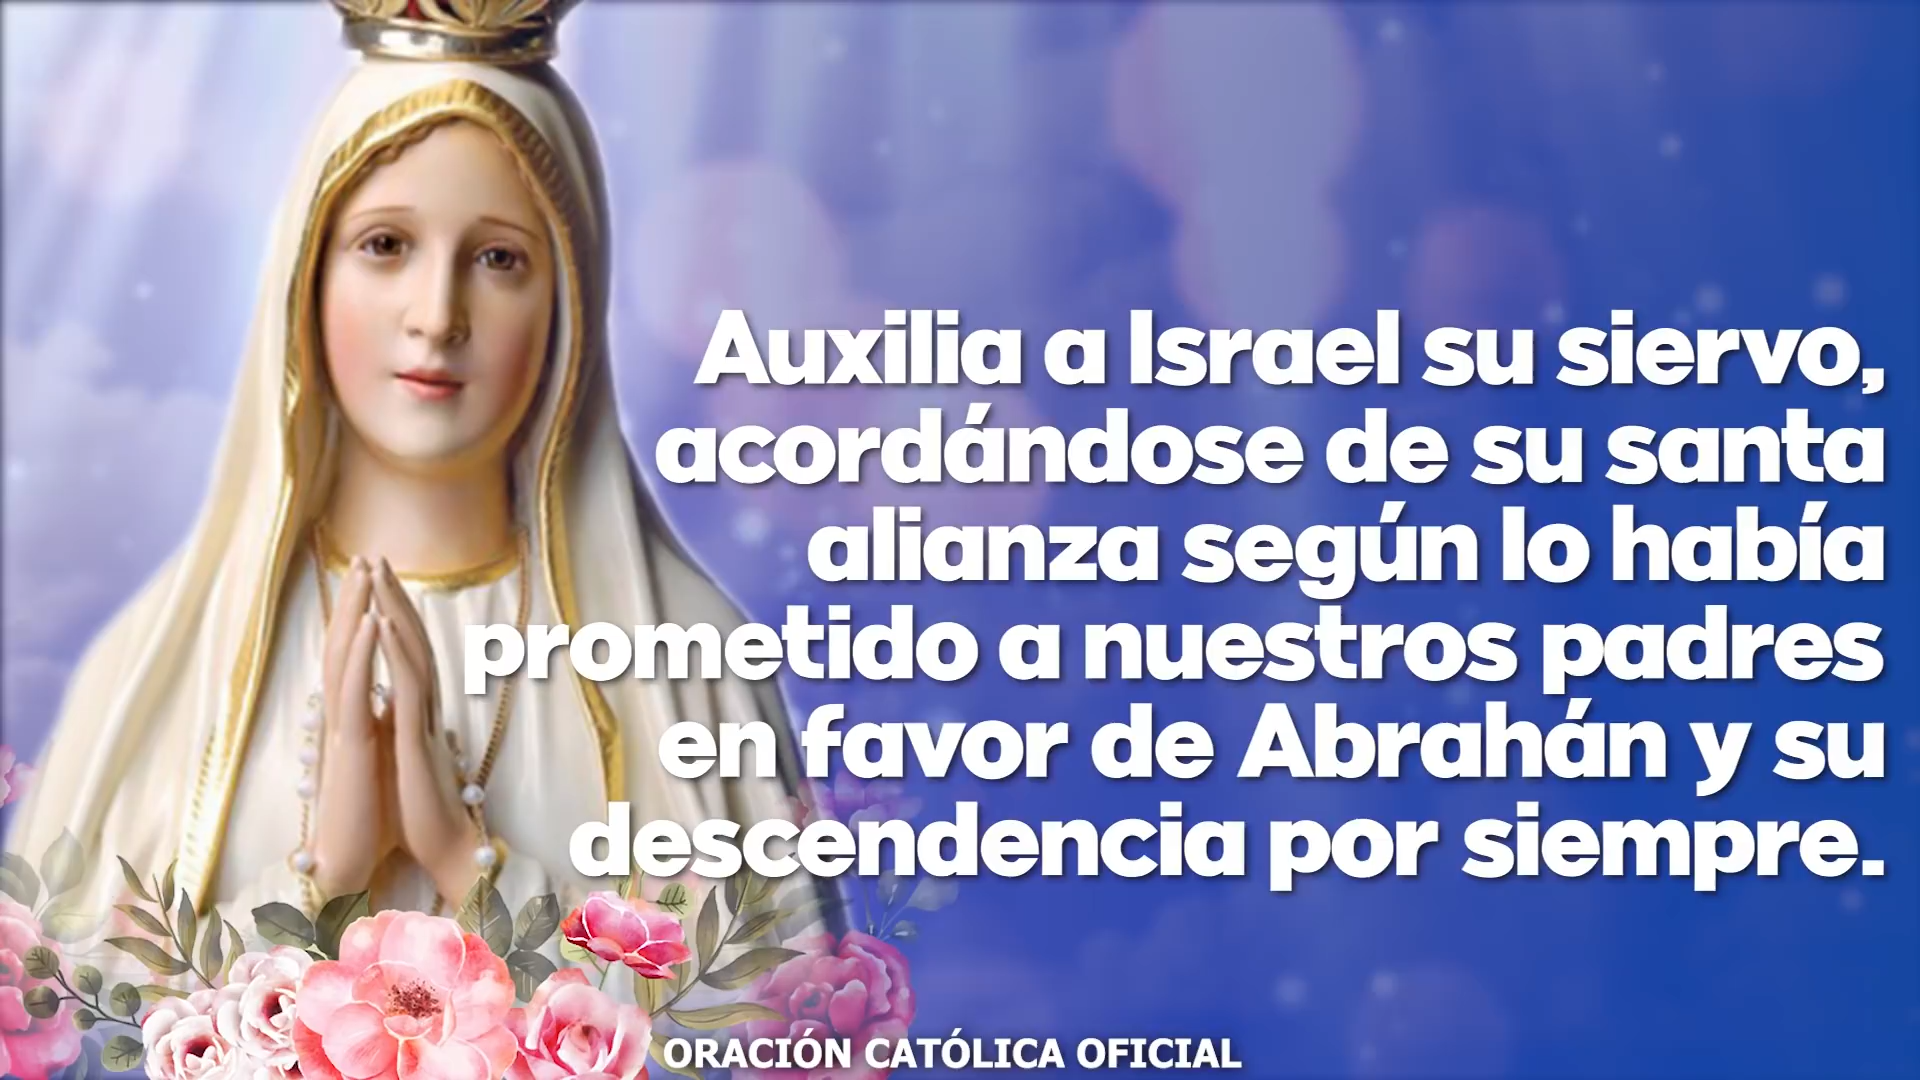 Auxilia a Israel su siervo,
acordándose de su santa
alianza según lo había
prometido a nuestros padres
en favor de Abrahán y su
descendencia por siempre.
ORACIÓN CATÓLICA OFICIAL